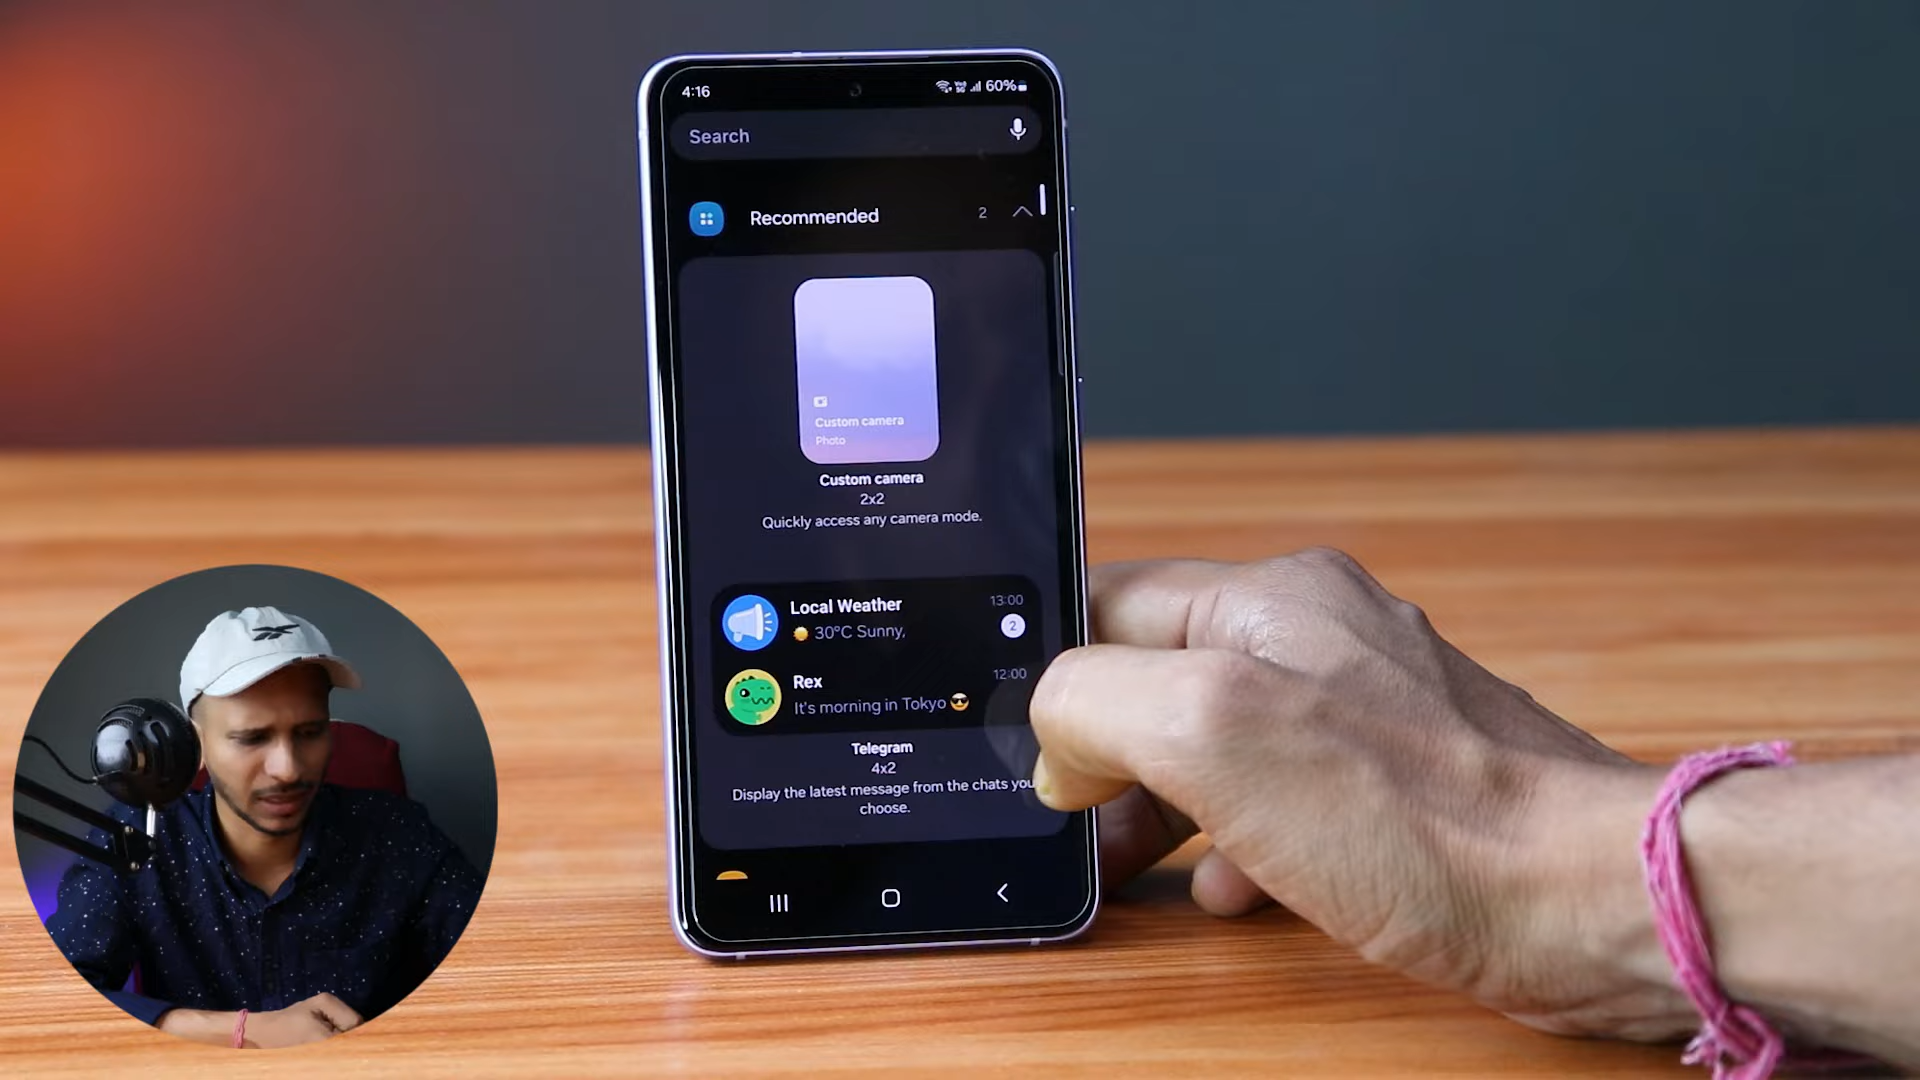 4:16
60%
Search
Recommended 2
Custom camera
Photo
Custom camera
2x2
Quickly access any camera mode.
Local Weather 13:00
30°C Sunny, 2
Rex 12:00
It's morning in Tokyo 😎
Telegram
4x2
Display the latest message from the chats you
choose.